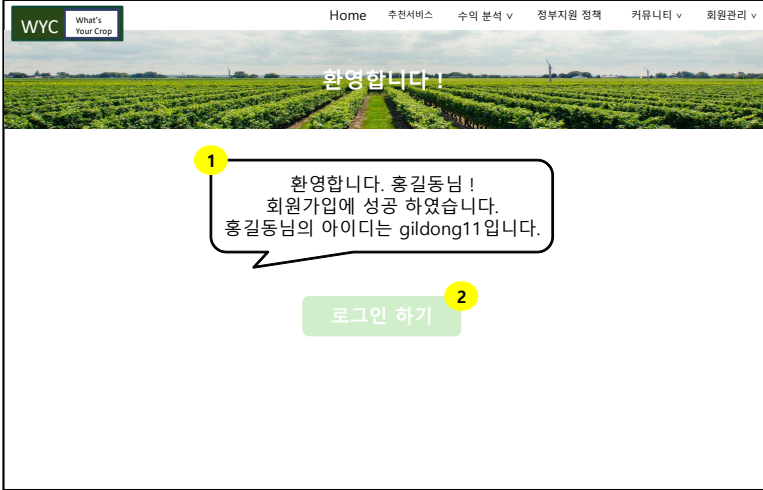 WYC
What's
Your Crop
Home 추천서비스 수익 분석 ∨ 정부지원 정책 커뮤니티 ∨ 회원관리 ∨
환영합니다 !
1
환영합니다. 홍길동님 !
회원가입에 성공 하였습니다.
홍길동님의 아이디는 gildong11입니다.
2
로그인 하기